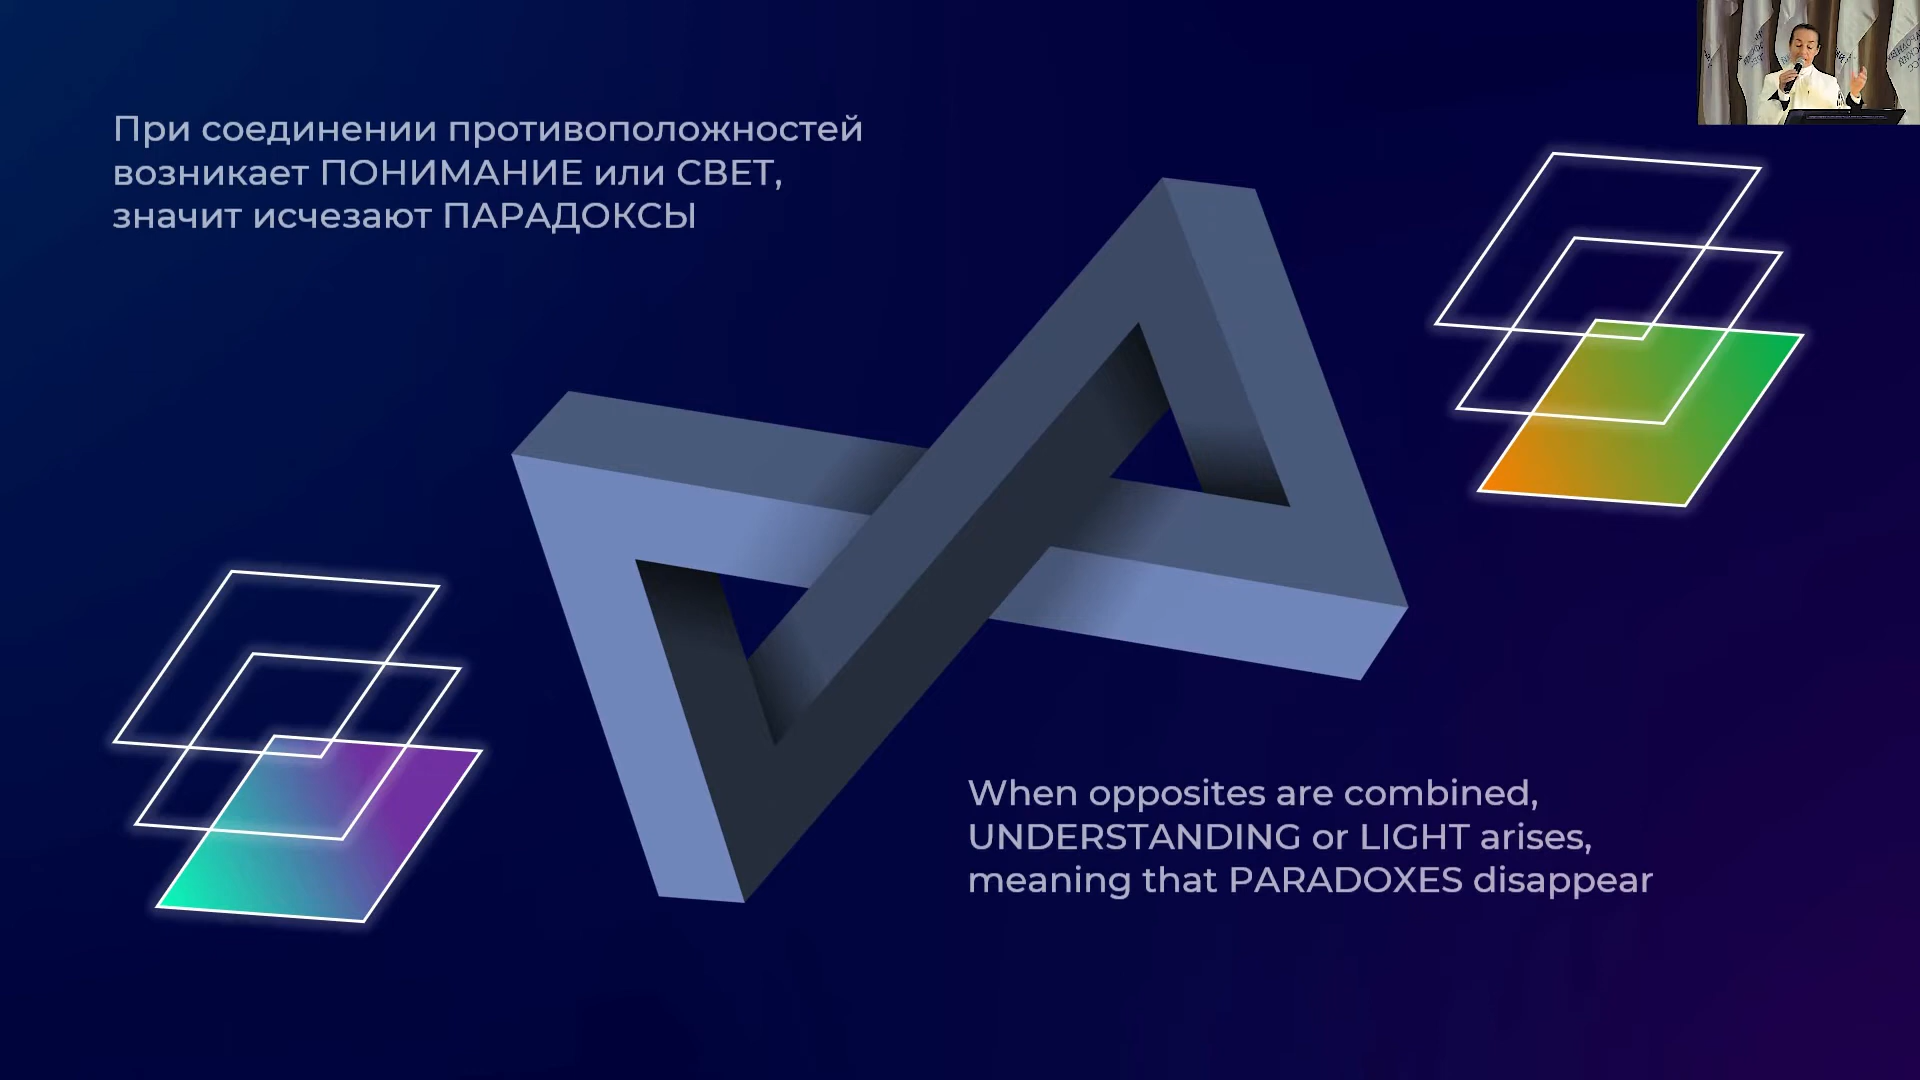 При соединении противоположностей
возникает ПОНИМАНИЕ или СВЕТ,
значит исчезают ПАРАДОКСЫ
When opposites are combined,
UNDERSTANDING or LIGHT arises,
meaning that PARADOXES disappear